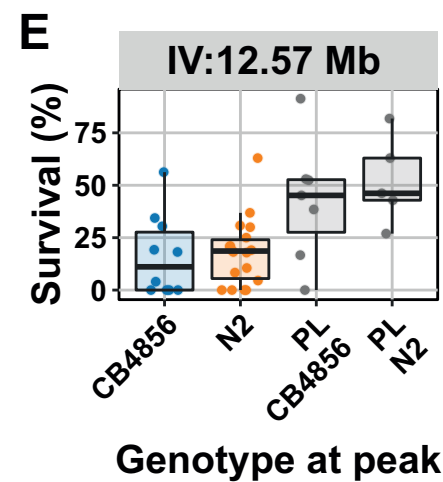 E
IV:12.57 Mb
Survival (%)
75
50
25
0
CB4856
N2
PL
CB4856
PL
N2
Genotype at peak